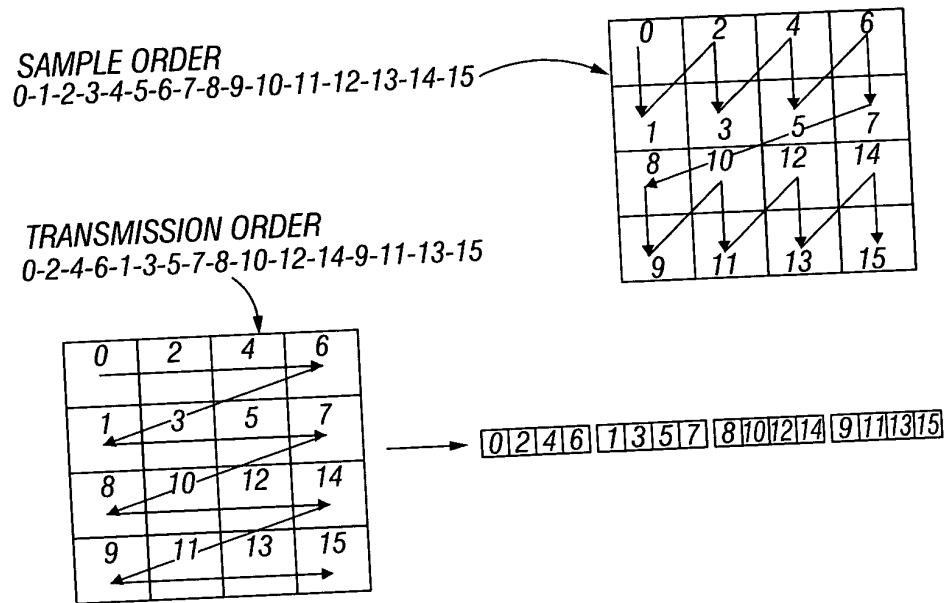 SAMPLE ORDER
0-1-2-3-4-5-6-7-8-9-10-11-12-13-14-15
0 2 4 6
1 3 5 7
8 10 12 14
9 11 13 15
TRANSMISSION ORDER
0-2-4-6-1-3-5-7-8-10-12-14-9-11-13-15
0 2 4 6
1 3 5 7
8 10 12 14
9 11 13 15
0 2 4 6 1 3 5 7 8 10 12 14 9 11 13 15